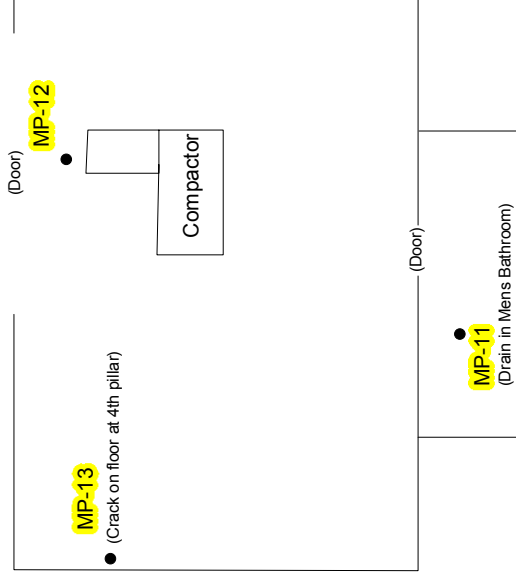 (Door)
MP-12
Compactor
MP-13
(Crack on floor at 4th pillar)
(Door)
MP-11
(Drain in Mens Bathroom)